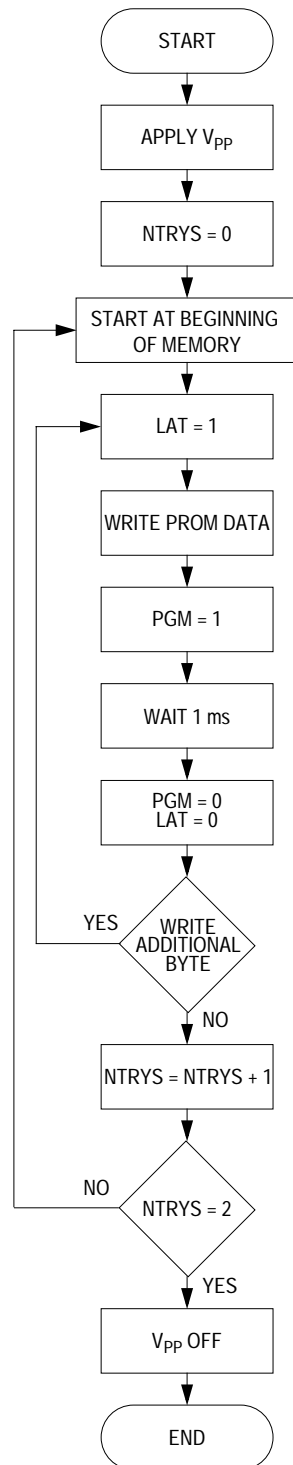 START
APPLY VPP
NTRYS = 0
START AT BEGINNING
OF MEMORY
LAT = 1
WRITE PROM DATA
PGM = 1
WAIT 1 ms
PGM = 0
LAT = 0
YES
WRITE
ADDITIONAL
BYTE
NO
NTRYS = NTRYS + 1
NO
NTRYS = 2
YES
VPP OFF
END